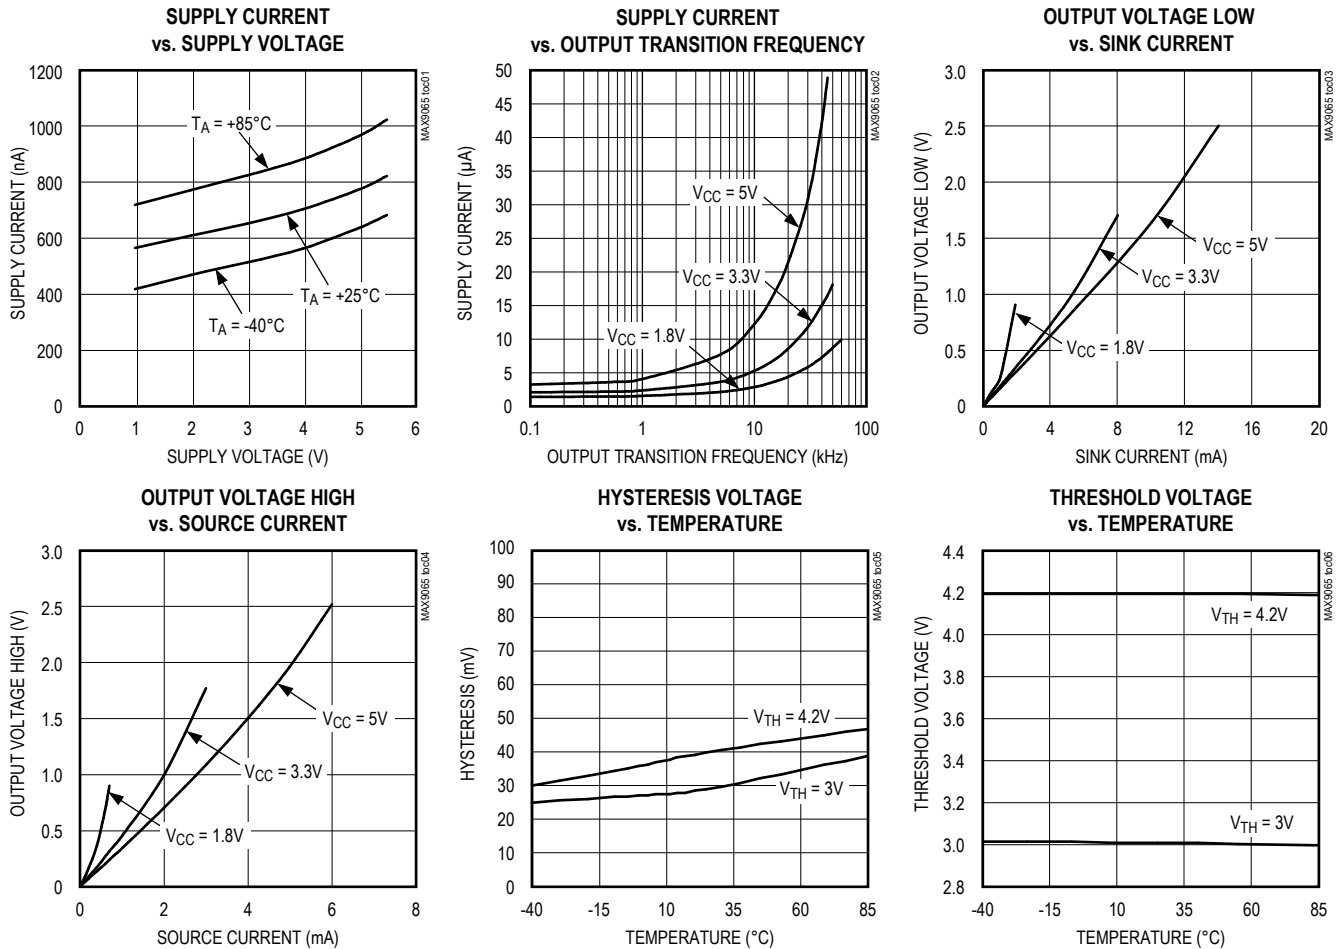 SUPPLY CURRENT
vs. SUPPLY VOLTAGE
1200
1000
800
600
400
200
0
0 1 2 3 4 5 6
SUPPLY CURRENT (nA)
SUPPLY VOLTAGE (V)
TA = +85°C
TA = +25°C
TA = -40°C
MAX9065 toc01
SUPPLY CURRENT
vs. OUTPUT TRANSITION FREQUENCY
50
45
40
35
30
25
20
15
10
5
0
0.1 1 10 100
SUPPLY CURRENT (µA)
OUTPUT TRANSITION FREQUENCY (kHz)
VCC = 5V
VCC = 3.3V
VCC = 1.8V
MAX9065 toc02
OUTPUT VOLTAGE LOW
vs. SINK CURRENT
3.0
2.5
2.0
1.5
1.0
0.5
0
0 4 8 12 16 20
OUTPUT VOLTAGE LOW (V)
SINK CURRENT (mA)
VCC = 5V
VCC = 3.3V
VCC = 1.8V
MAX9065 toc03
OUTPUT VOLTAGE HIGH
vs. SOURCE CURRENT
3.0
2.5
2.0
1.5
1.0
0.5
0
0 2 4 6 8
OUTPUT VOLTAGE HIGH (V)
SOURCE CURRENT (mA)
VCC = 5V
VCC = 3.3V
VCC = 1.8V
MAX9065 toc04
HYSTERESIS VOLTAGE
vs. TEMPERATURE
100
90
80
70
60
50
40
30
20
10
0
-40 -15 10 35 60 85
HYSTERESIS (mV)
TEMPERATURE (°C)
VTH = 4.2V
VTH = 3V
MAX9065 toc05
THRESHOLD VOLTAGE
vs. TEMPERATURE
4.4
4.2
4.0
3.8
3.6
3.4
3.2
3.0
2.8
-40 -15 10 35 60 85
THRESHOLD VOLTAGE (V)
TEMPERATURE (°C)
VTH = 4.2V
VTH = 3V
MAX9065 toc06